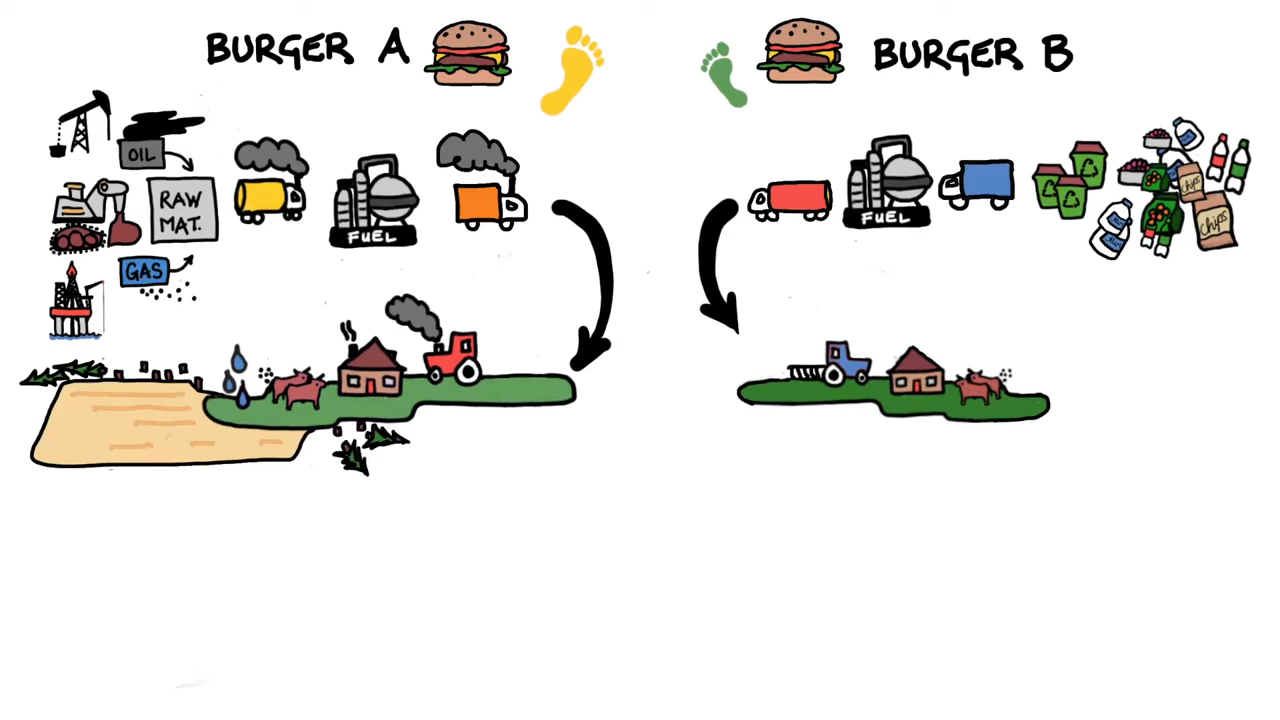 BURGER A
BURGER B
OIL
RAW
MAT.
GAS
FUEL
FUEL
Chips
Chips